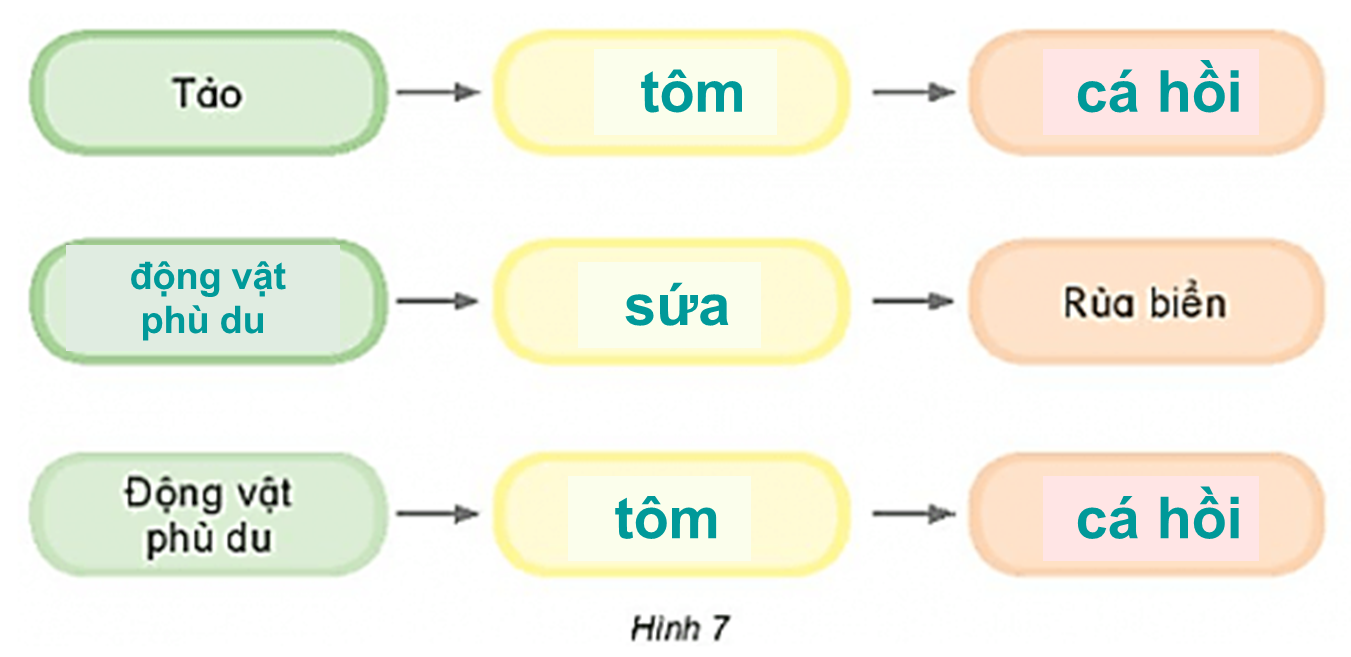 Tảo
tôm
cá hồi
động vật
phù du
sứa
Rùa biển
Động vật
phù du
tôm
cá hồi
Hình 7